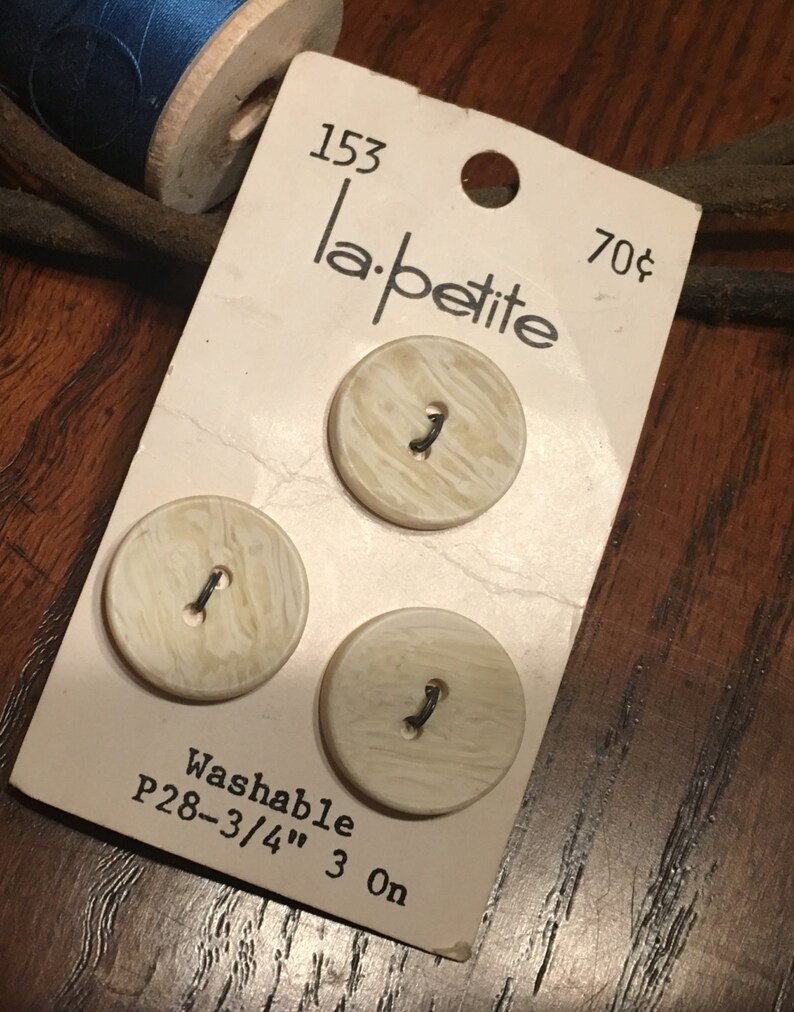 153
70¢
la·petite
Washable
P28-3/4" 3 On